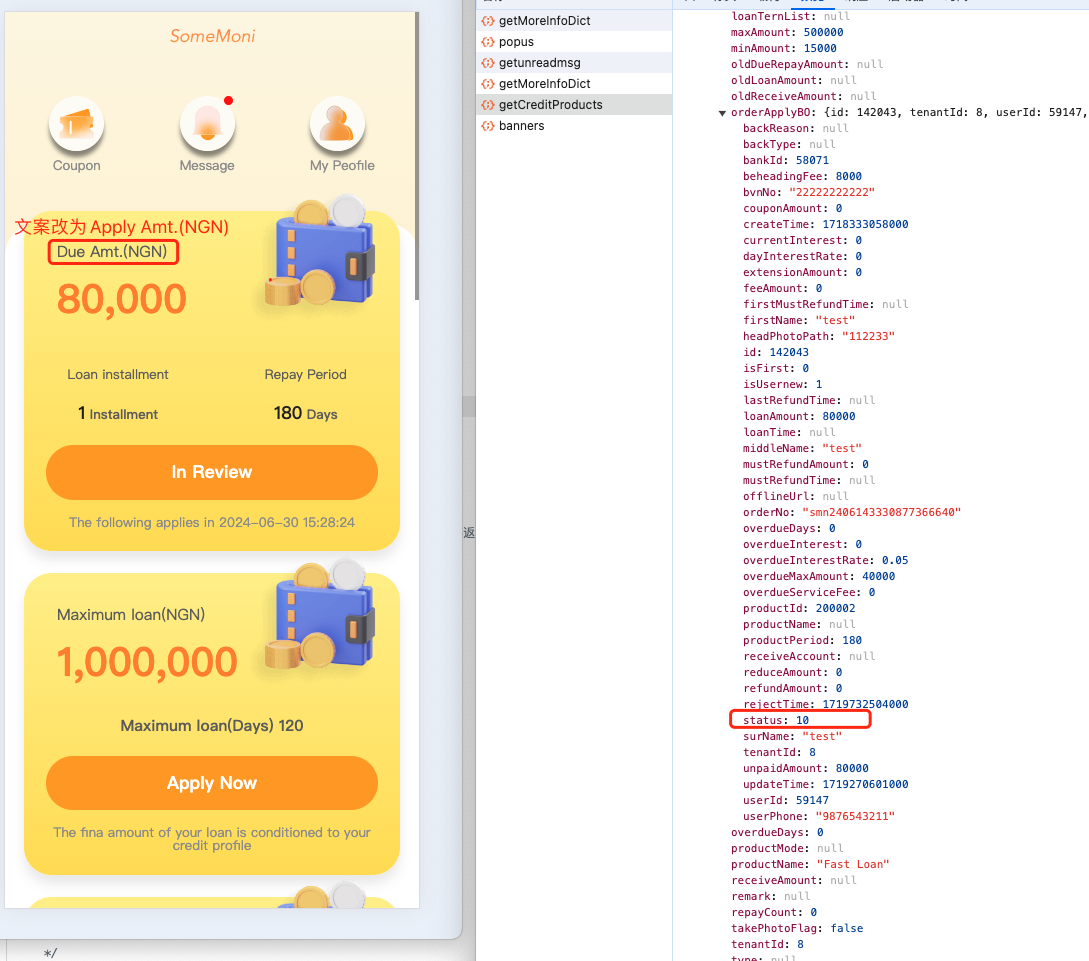 SomeMoni
Coupon
Message
My Peofile
文案改为Apply Amt.(NGN)
Due Amt.(NGN)
80,000
Loan installment
Repay Period
1 Installment
180 Days
In Review
The following applies in 2024-06-30 15:28:24
Maximum loan(NGN)
1,000,000
Maximum loan(Days) 120
Apply Now
The fina amount of your loan is conditioned to your
credit profile
*/
返
getMoreInfoDict
popus
getunreadmsg
getMoreInfoDict
getCreditProducts
banners
loanTernList: null
maxAmount: 500000
minAmount: 15000
oldDueRepayAmount: null
oldLoanAmount: null
oldReceiveAmount: null
orderApplyBO: {id: 142043, tenantId: 8, userId: 59147,
backReason: null
backType: null
bankId: 58071
beheadingFee: 8000
bvnNo: "22222222222"
couponAmount: 0
createTime: 1718333058000
currentInterest: 0
dayInterestRate: 0
extensionAmount: 0
feeAmount: 0
firstMustRefundTime: null
firstName: "test"
headPhotoPath: "112233"
id: 142043
isFirst: 0
isUsernew: 1
lastRefundTime: null
loanAmount: 80000
loanTime: null
middleName: "test"
mustRefundAmount: 0
mustRefundTime: null
offlineUrl: null
orderNo: "smn2406143330877366640"
overdueDays: 0
overdueInterest: 0
overdueInterestRate: 0.05
overdueMaxAmount: 40000
overdueServiceFee: 0
productId: 200002
productName: null
productPeriod: 180
receiveAccount: null
reduceAmount: 0
refundAmount: 0
rejectTime: 1719732504000
status: 10
surName: "test"
tenantId: 8
unpaidAmount: 80000
updateTime: 1719270601000
userId: 59147
userPhone: "9876543211"
overdueDays: 0
productMode: null
productName: "Fast Loan"
receiveAmount: null
remark: null
repayCount: 0
takePhotoFlag: false
tenantId: 8
type: null